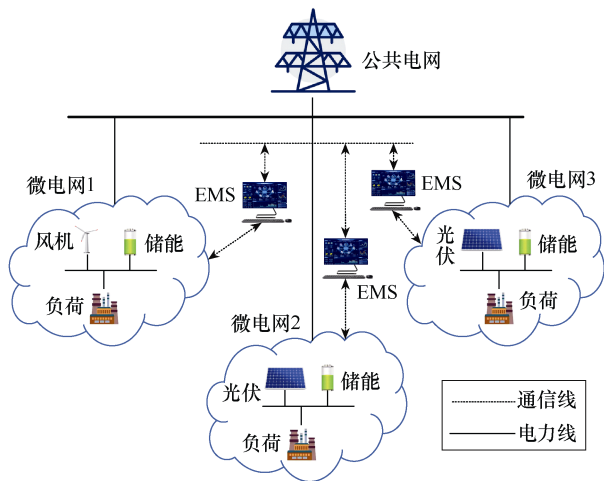 公共电网
微电网1
EMS
EMS
微电网3
风机
储能
EMS
光伏
储能
负荷
负荷
微电网2
光伏
储能
负荷
通信线
电力线